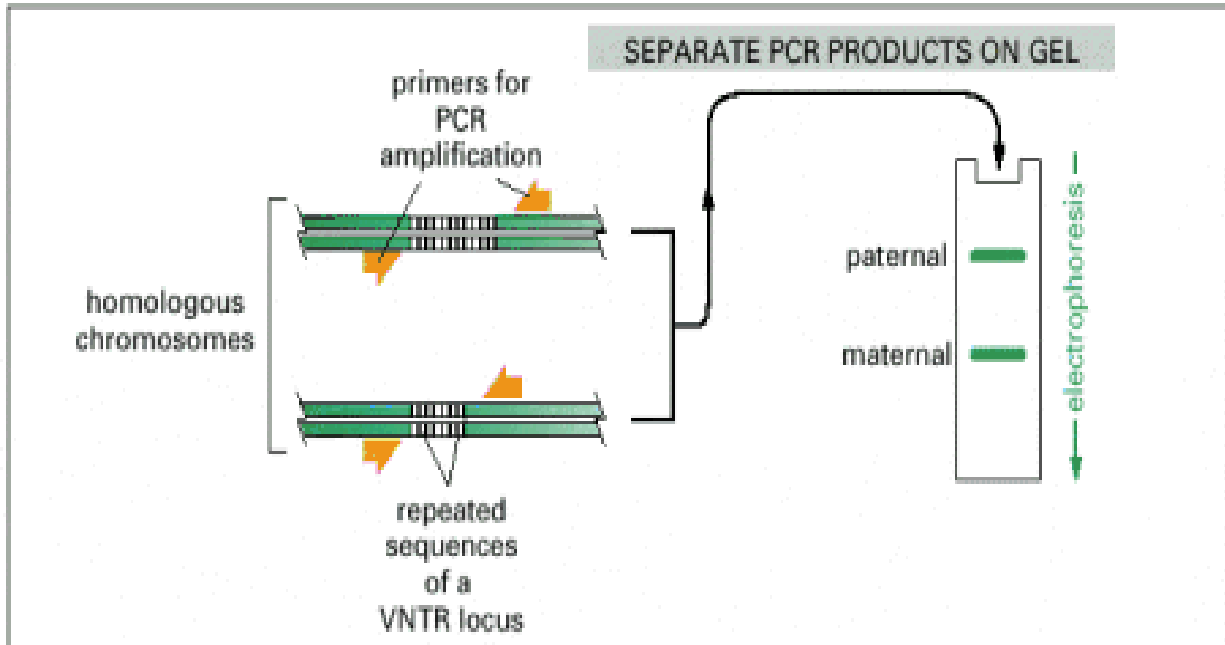 SEPARATE PCR PRODUCTS ON GEL
primers for
PCR
amplification
homologous
chromosomes
repeated
sequences
of a
VNTR locus
paternal
maternal
electrophoresis